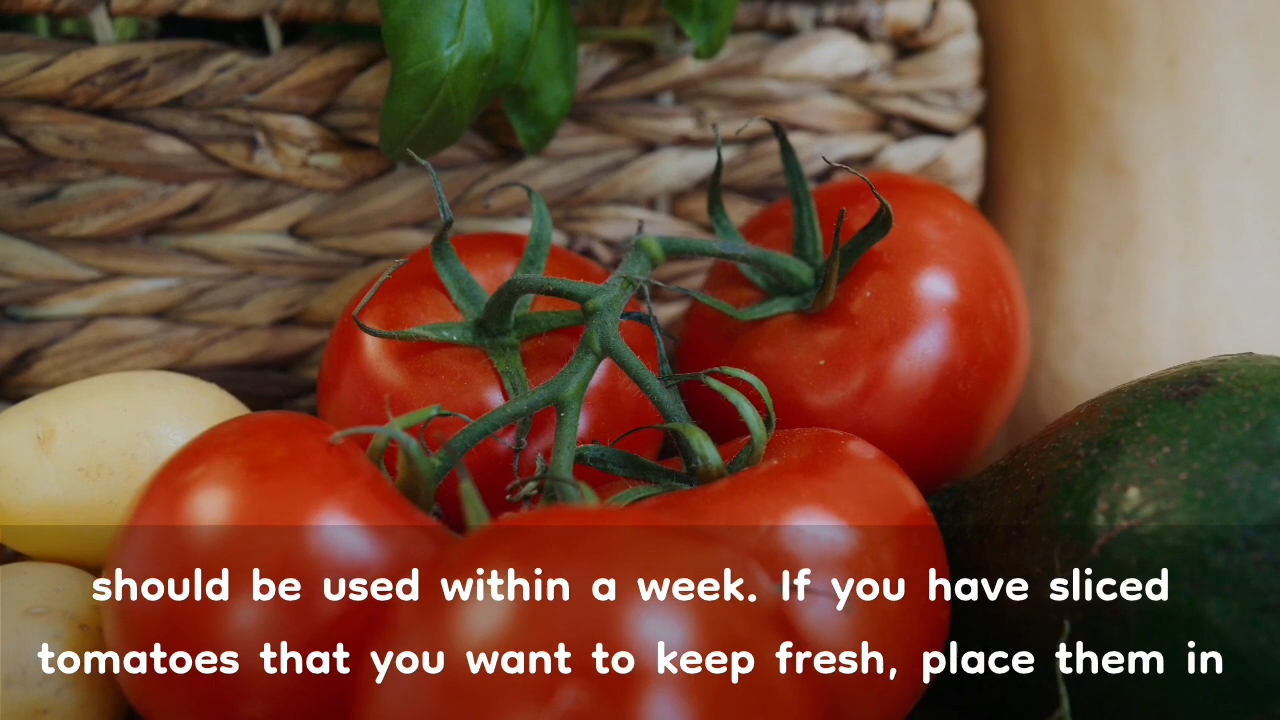 should be used within a week. If you have sliced
tomatoes that you want to keep fresh, place them in